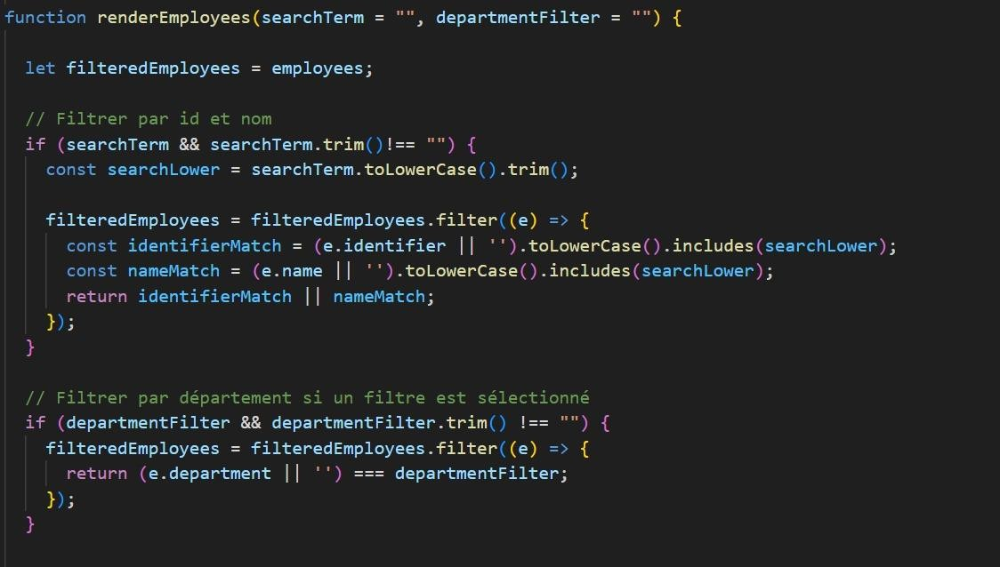 function renderEmployees(searchTerm = "", departmentFilter = "") {
let filteredEmployees = employees;
// Filtrer par id et nom
if (searchTerm && searchTerm.trim()!== "") {
const searchLower = searchTerm.toLowerCase().trim();
filteredEmployees = filteredEmployees.filter((e) => {
const identifierMatch = (e.identifier || '').toLowerCase().includes(searchLower);
const nameMatch = (e.name || '').toLowerCase().includes(searchLower);
return identifierMatch || nameMatch;
});
}
// Filtrer par département si un filtre est sélectionné
if (departmentFilter && departmentFilter.trim() !== "") {
filteredEmployees = filteredEmployees.filter((e) => {
return (e.department || '') === departmentFilter;
});
}